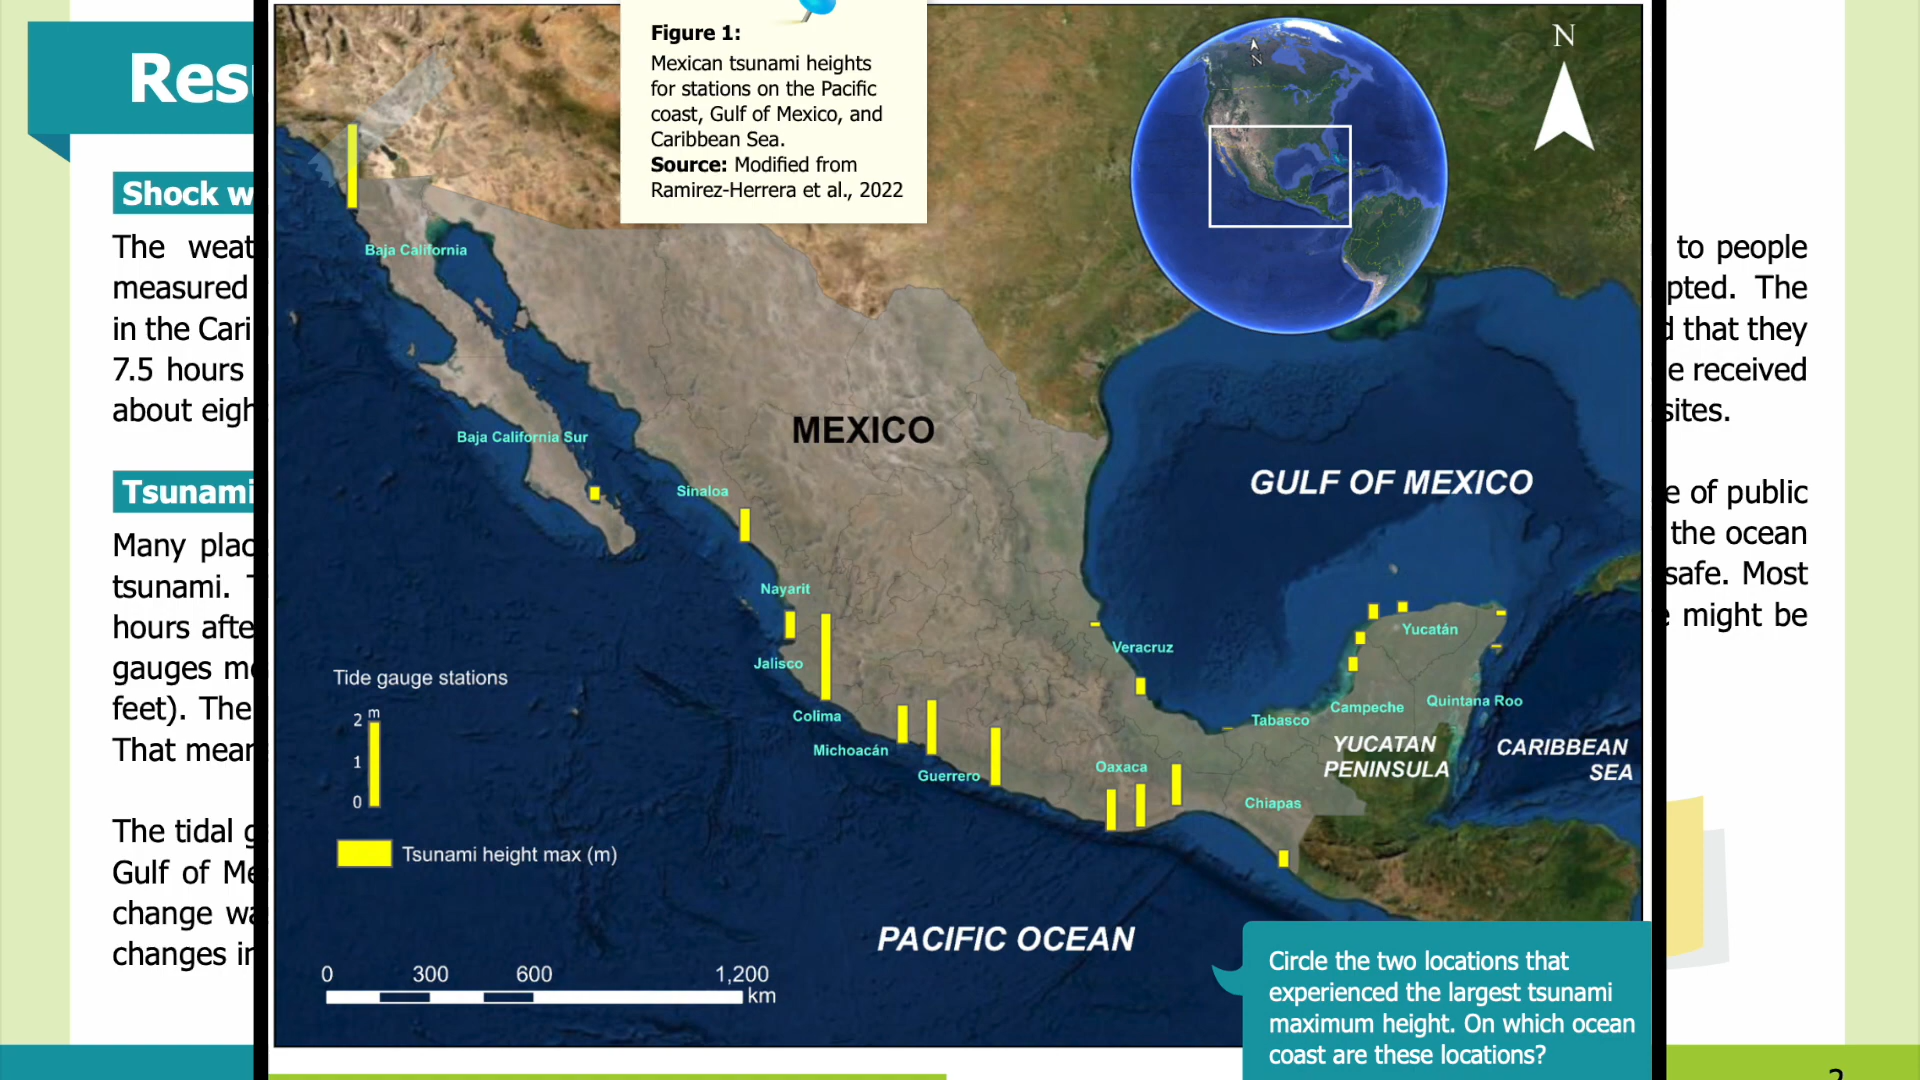 Res
Shock w
The weat
measured
in the Cari
7.5 hours
about eigh
Tsunami
Many plac
tsunami.
hours afte
gauges me
feet). The
That mean
The tidal g
Gulf of Me
change wa
changes in
Figure 1:
Mexican tsunami heights
for stations on the Pacific
coast, Gulf of Mexico, and
Caribbean Sea.
Source: Modified from
Ramirez-Herrera et al., 2022
N
N
Baja California
Baja California Sur
MEXICO
GULF OF MEXICO
Sinaloa
Nayarit
Jalisco
Colima
Michoacán
Guerrero
Oaxaca
Chiapas
Veracruz
Tabasco
Campeche
Yucatán
Quintana Roo
YUCATAN
PENINSULA
CARIBBEAN
SEA
Tide gauge stations
2 m
1
0
Tsunami height max (m)
PACIFIC OCEAN
0 300 600 1,200
km
Circle the two locations that
experienced the largest tsunami
maximum height. On which ocean
coast are these locations?
to people
pted. The
d that they
e received
sites.
e of public
the ocean
safe. Most
might be